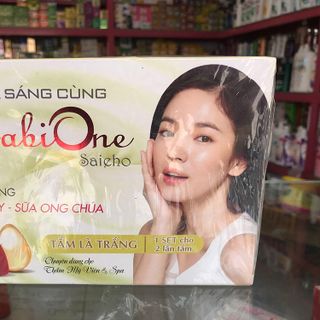 SÁNG CÙNG
abiOne
Saicho
NG
Y - SỮA ONG CHÚA
TẮM LÀ TRẮNG
1 SET cho
2 lần tắm
Chuyên dùng cho
Thẩm Mỹ Viện & Spa